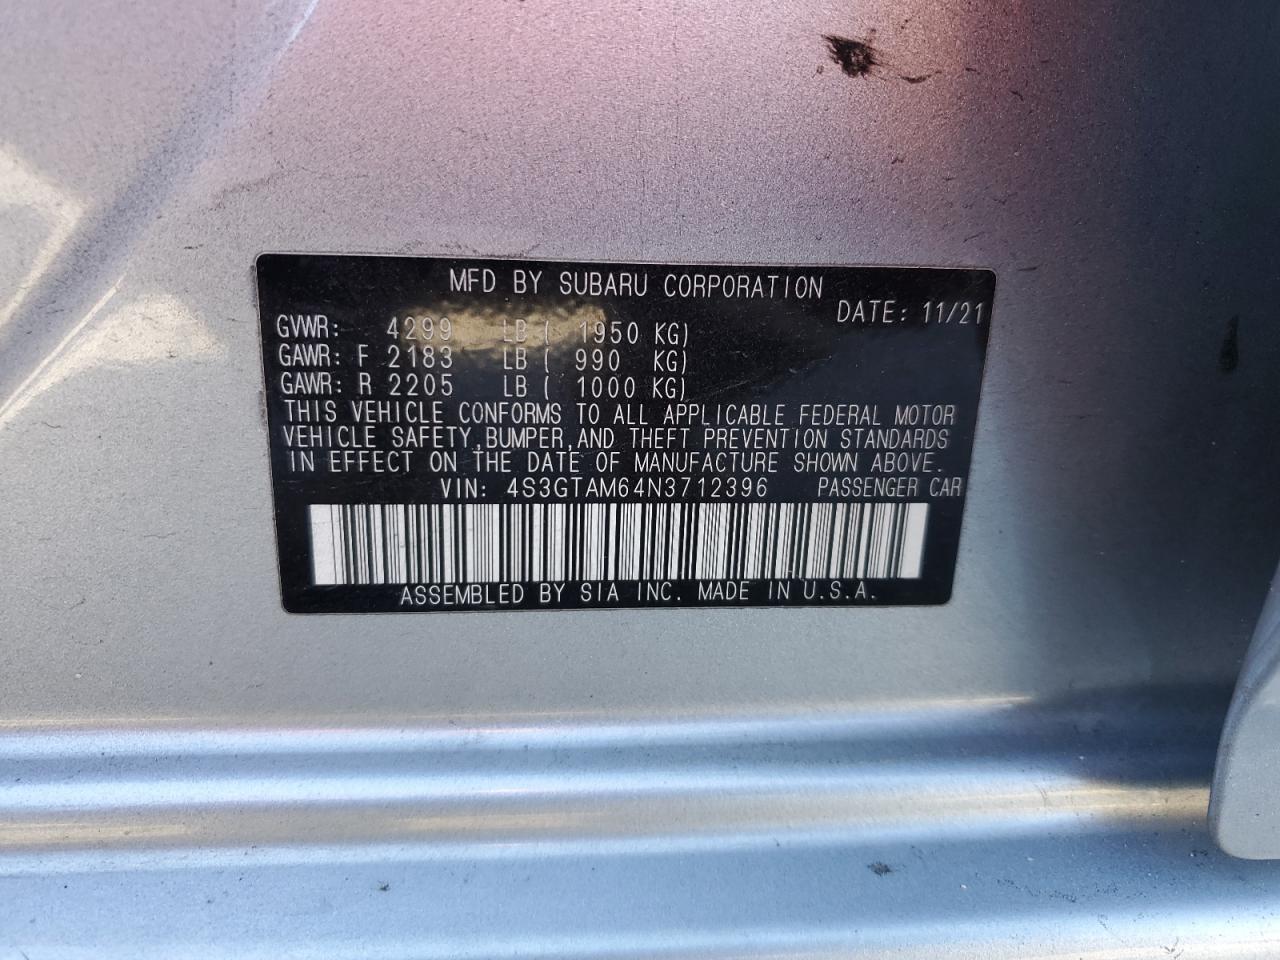 MFD BY SUBARU CORPORATION
DATE: 11/21
GVWR: 4299 LB ( 1950 KG)
GAWR: F 2183 LB ( 990 KG)
GAWR: R 2205 LB ( 1000 KG)
THIS VEHICLE CONFORMS TO ALL APPLICABLE FEDERAL MOTOR
VEHICLE SAFETY,BUMPER,AND THEFT PREVENTION STANDARDS
IN EFFECT ON THE DATE OF MANUFACTURE SHOWN ABOVE.
VIN: 4S3GTAM64N3712396 PASSENGER CAR
ASSEMBLED BY SIA INC. MADE IN U.S.A.